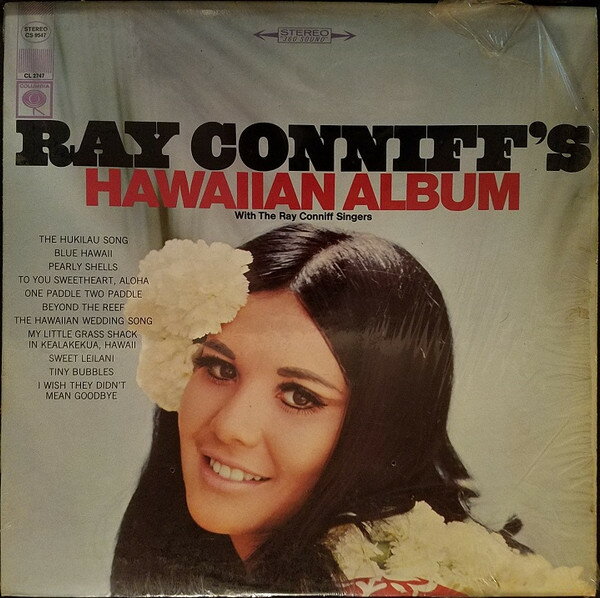 STEREO
CS 9547
CL 2747
COLUMBIA
STEREO
360 SOUND
RAY CONNIFF'S
HAWAIIAN ALBUM
With The Ray Conniff Singers
THE HUKILAU SONG
BLUE HAWAII
PEARLY SHELLS
TO YOU SWEETHEART, ALOHA
ONE PADDLE TWO PADDLE
BEYOND THE REEF
THE HAWAIIAN WEDDING SONG
MY LITTLE GRASS SHACK
IN KEALAKEKUA, HAWAII
SWEET LEILANI
TINY BUBBLES
I WISH THEY DIDN'T
MEAN GOODBYE